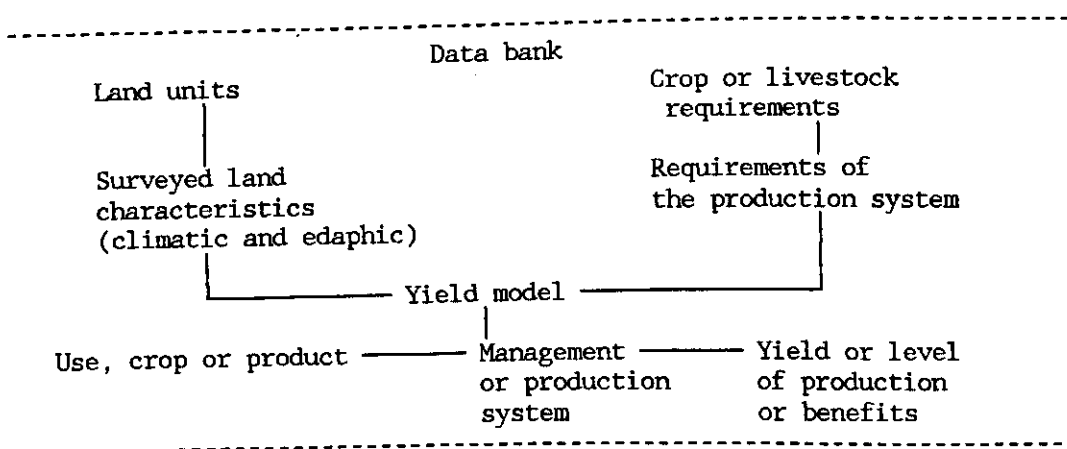 Data bank
Land units
Crop or livestock
requirements
Surveyed land
characteristics
(climatic and edaphic)
Requirements of
the production system
Yield model
Use, crop or product
Management
or production
system
Yield or level
of production
or benefits